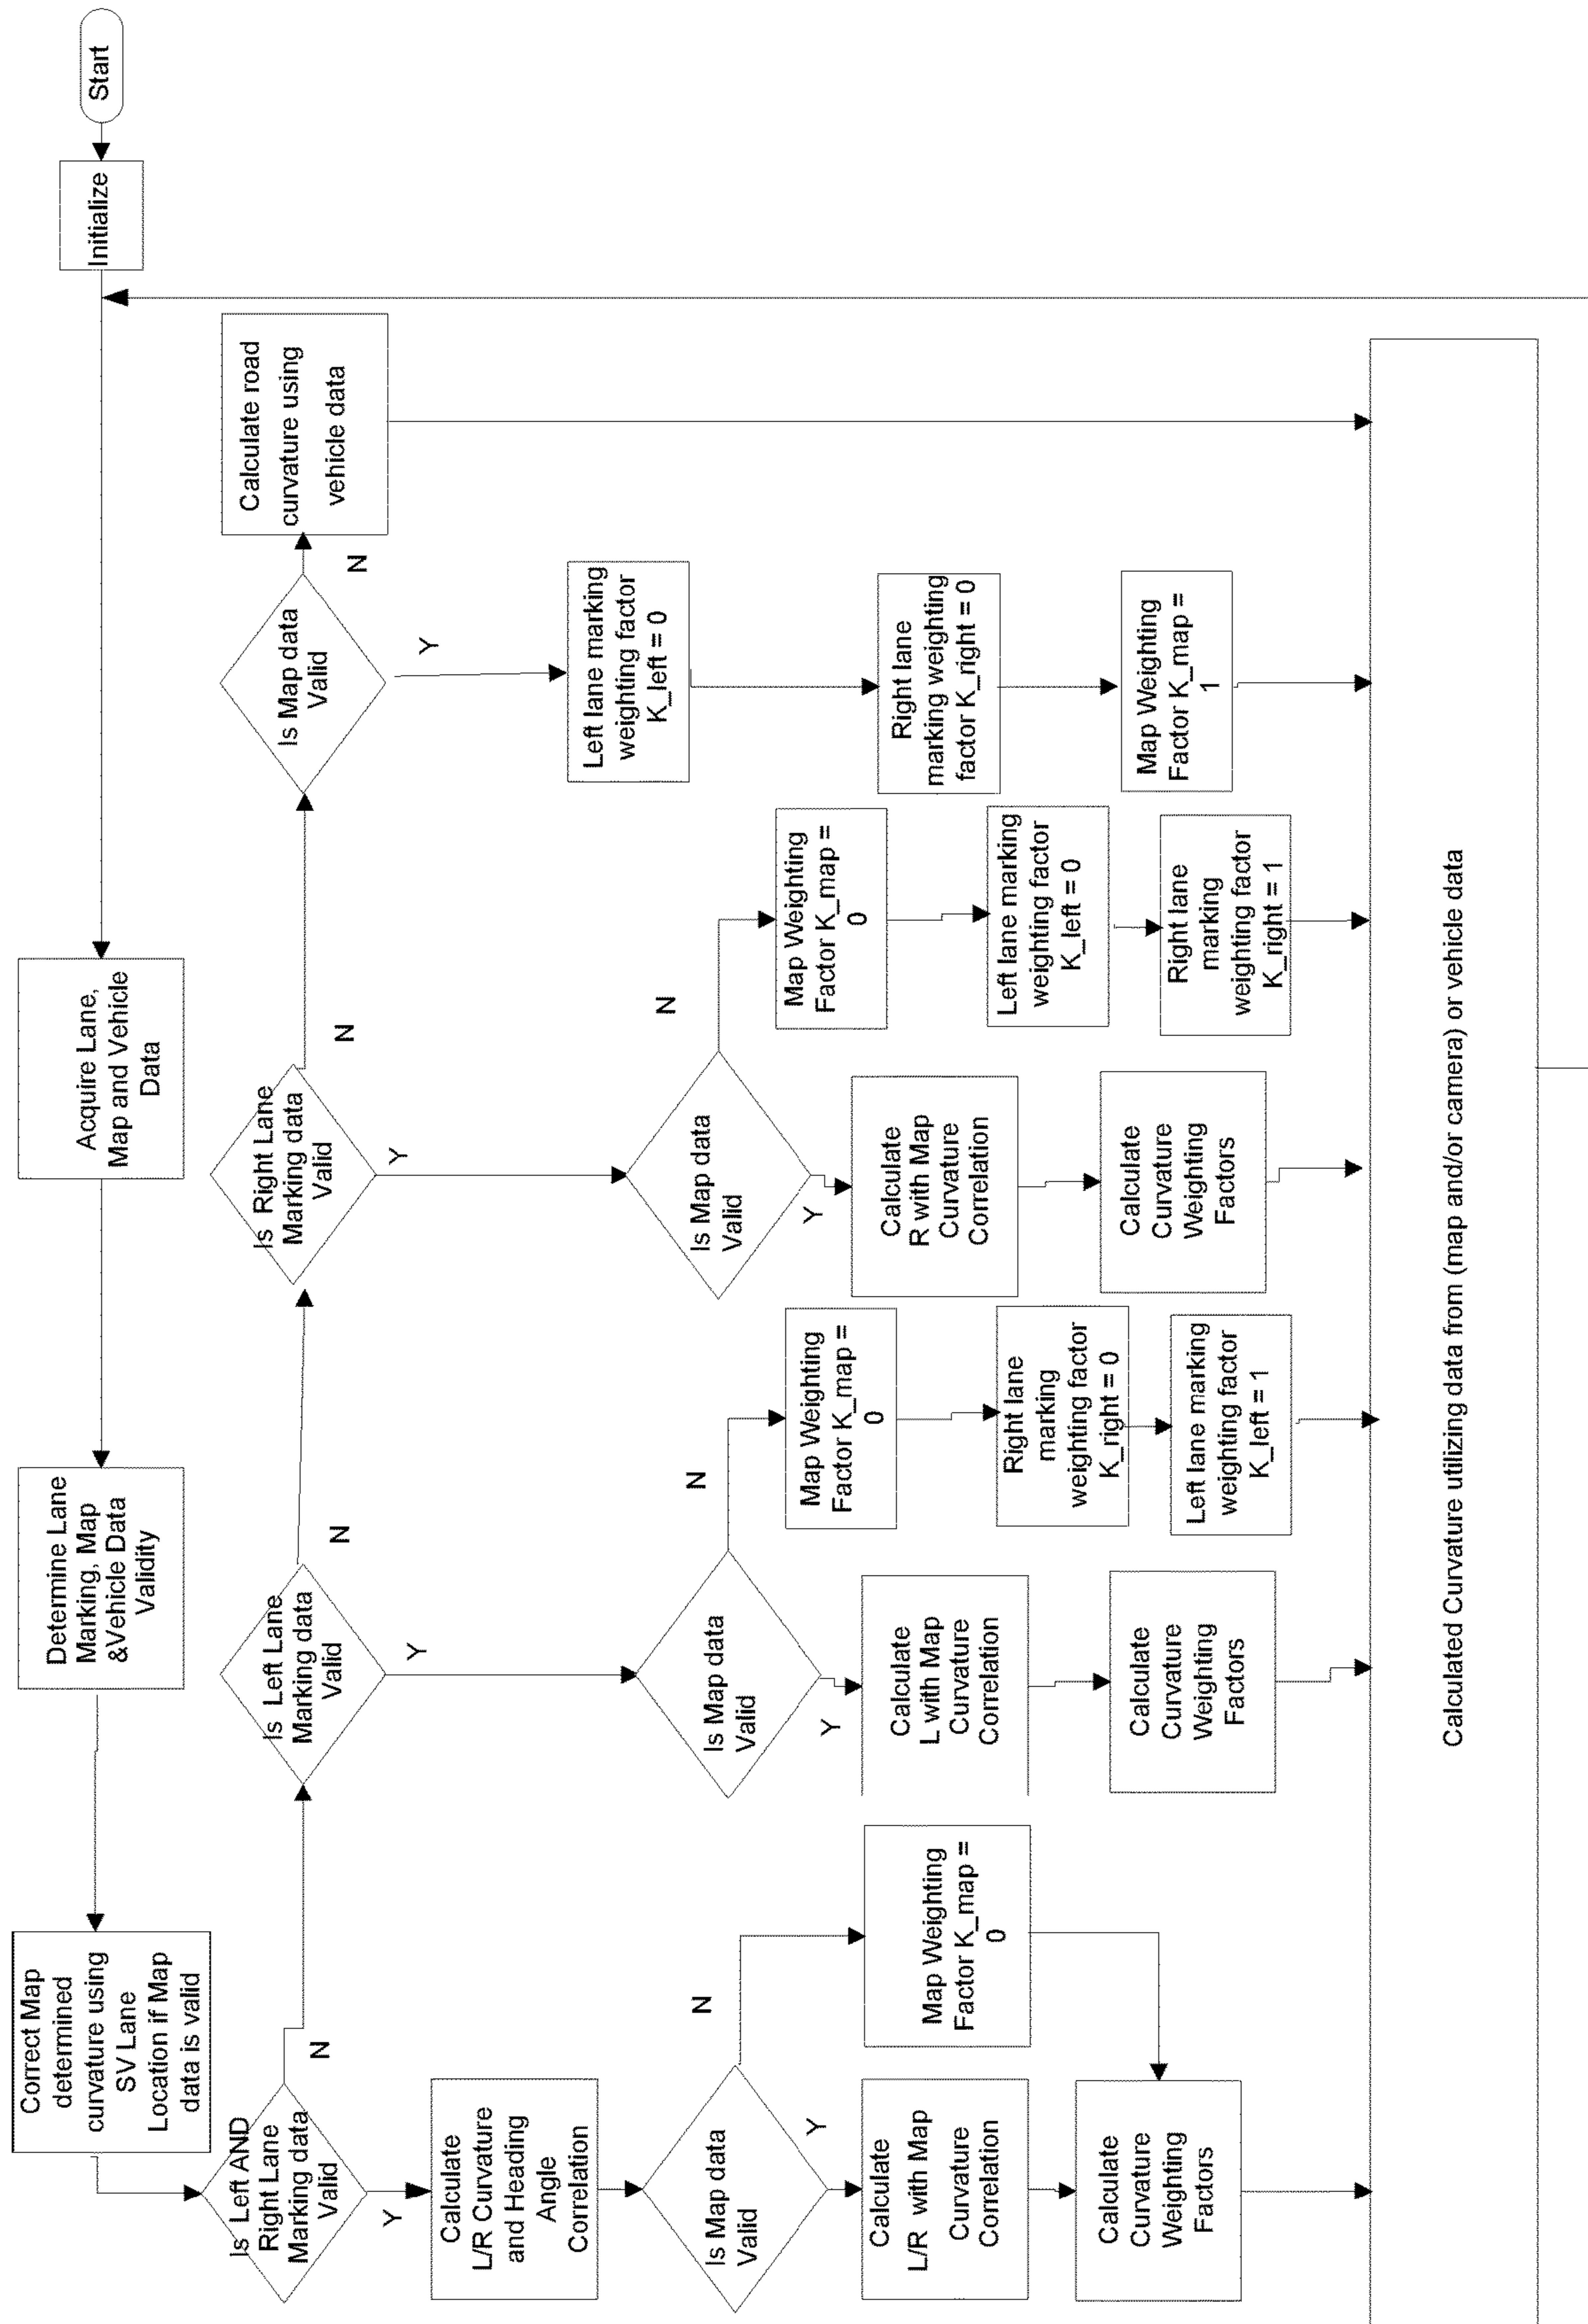 Start
Initialize
Acquire Lane,
Map and Vehicle
Data
Determine Lane
Marking, Map
&Vehicle Data
Validity
Correct Map
determined
curvature using
SV Lane
Location if Map
data is valid
Is Left AND
Right Lane
Marking data
Valid
N
Y
Is Left Lane
Marking data
Valid
N
Y
Is Right Lane
Marking data
Valid
N
Y
Is Map data
Valid
N
Y
Calculate road
curvature using
vehicle data
Calculate
L/R Curvature
and Heading
Angle
Correlation
Is Map data
Valid
N
Y
Map Weighting
Factor K_map =
0
Calculate
L/R with Map
Curvature
Correlation
Calculate
Curvature
Weighting
Factors
Is Map data
Valid
N
Y
Calculate
L with Map
Curvature
Correlation
Calculate
Curvature
Weighting
Factors
Map Weighting
Factor K_map =
0
Right lane
marking
weighting factor
K_right = 0
Left lane marking
weighting factor
K_left = 1
Is Map data
Valid
N
Y
Calculate
R with Map
Curvature
Correlation
Calculate
Curvature
Weighting
Factors
Map Weighting
Factor K_map =
0
Left lane marking
weighting factor
K_left = 0
Right lane
marking
weighting factor
K_right = 1
Left lane marking
weighting factor
K_left = 0
Right lane
marking weighting
factor K_right = 0
Map Weighting
Factor K_map =
1
Calculated Curvature utilizing data from (map and/or camera) or vehicle data